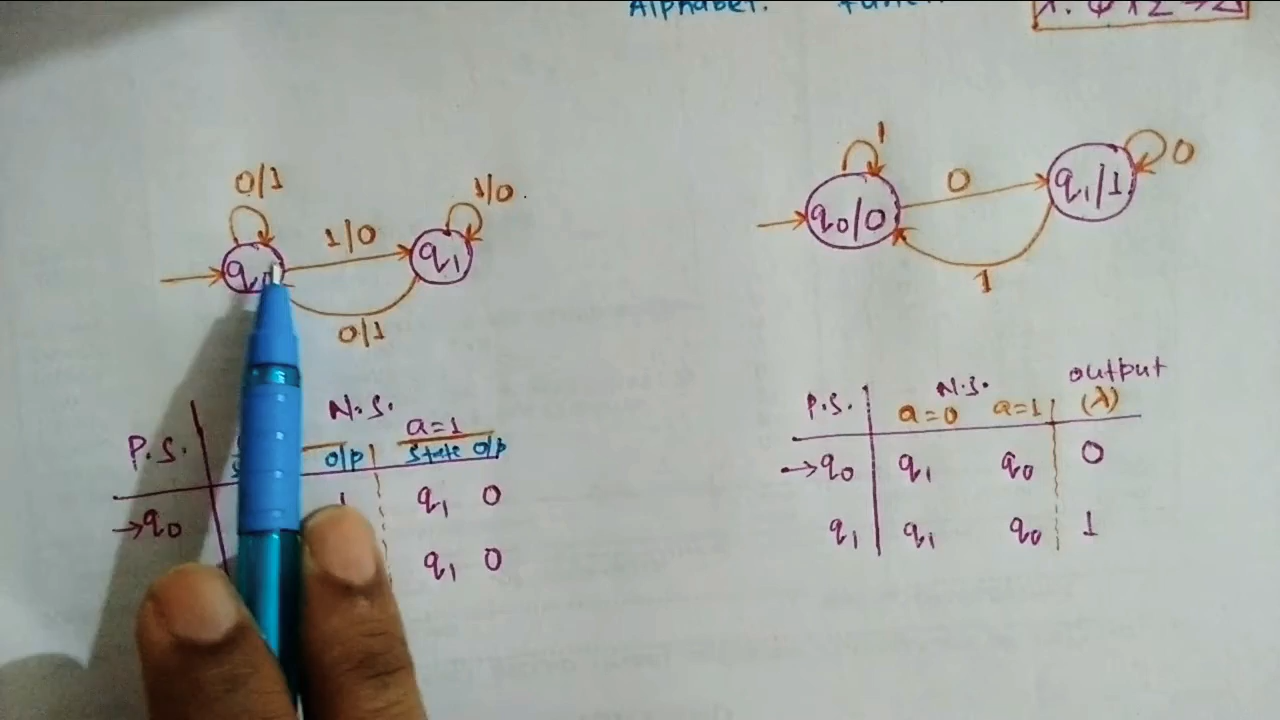 Alphabet.
λ: Q × Σ → Δ
0/1
1/0
1/0
q1
0/1
1
0
0
q0/0
q1/1
1
N.S.
a=1
P.S.
o/p state o/p
→q0 1 q1 0
q1 0
output
P.S. N.S. (λ)
a=0 a=1
→q0 q1 q0 0
q1 q1 q0 1